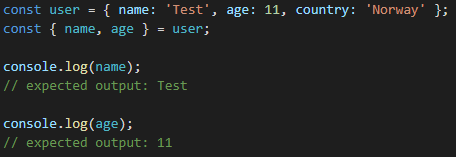 const user = { name: 'Test', age: 11, country: 'Norway' };
const { name, age } = user;

console.log(name);
// expected output: Test

console.log(age);
// expected output: 11